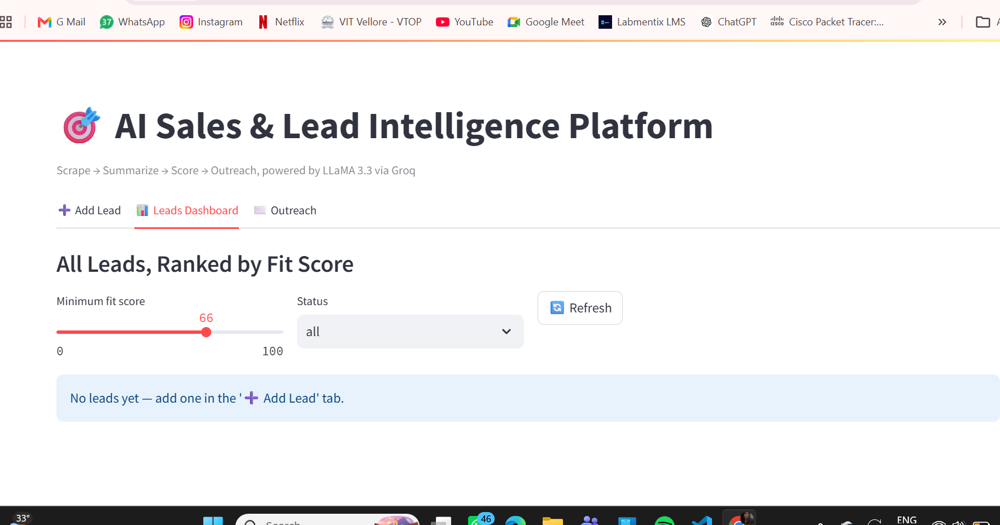 G Mail 37 WhatsApp Instagram Netflix VIT Vellore - VTOP YouTube Google Meet Labmentix LMS ChatGPT Cisco Packet Tracer:... »
AI Sales & Lead Intelligence Platform
Scrape → Summarize → Score → Outreach, powered by LLaMA 3.3 via Groq
Add Lead Leads Dashboard Outreach
All Leads, Ranked by Fit Score
Minimum fit score Status Refresh
66
all
0 100
No leads yet — add one in the '➕ Add Lead' tab.
33° Search 46 ENG